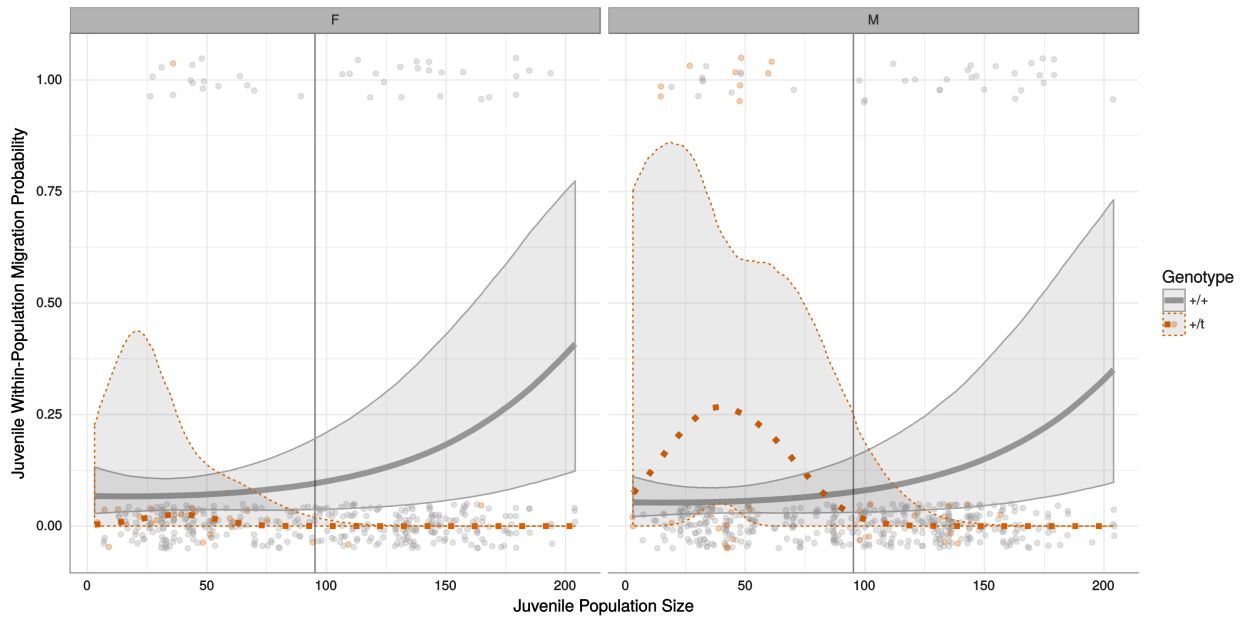 F
M
Juvenile Within-Population Migration Probability
1.00
0.75
0.50
0.25
0.00
0 50 100 150 200
0 50 100 150 200
Juvenile Population Size
Genotype
+/+
+/t